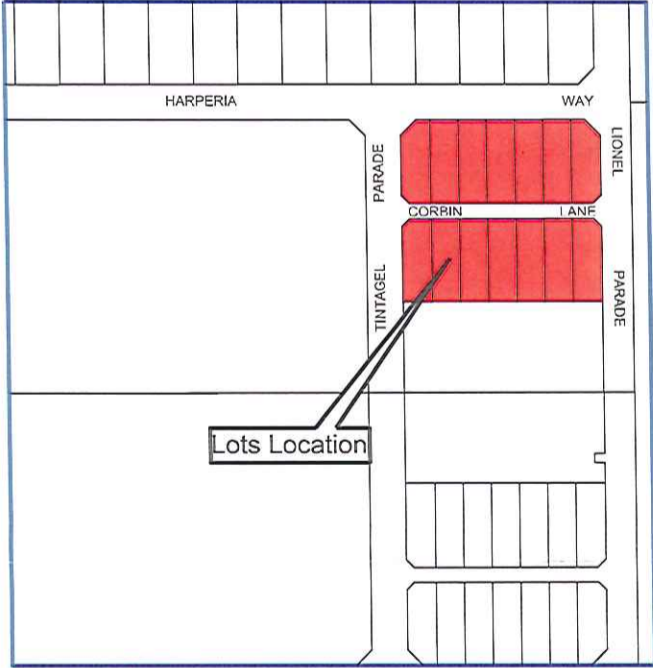 HARPERIA WAY
PARADE
LIONEL
CORBIN LANE
TINTAGEL
PARADE
Lots Location